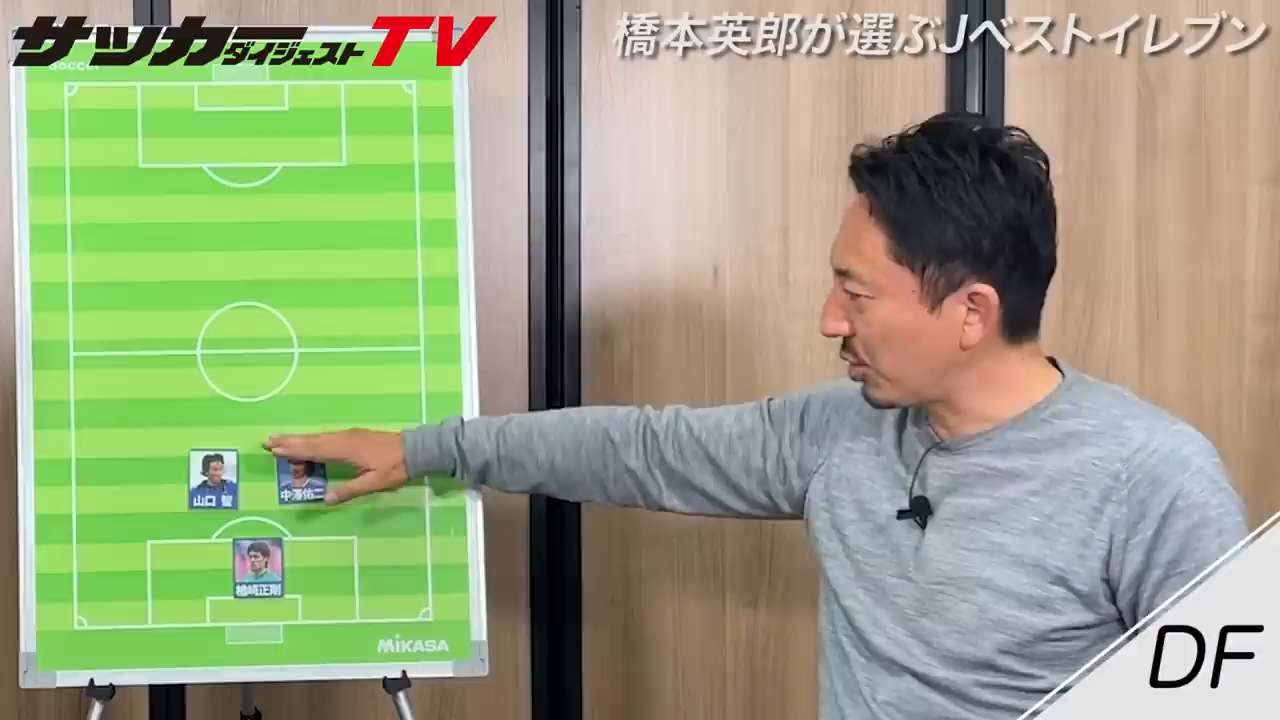 サッカーダイジェストTV
橋本英郎が選ぶJベストイレブン
Soccer
山口 智
中澤佑二
楢﨑正剛
MIKASA
DF